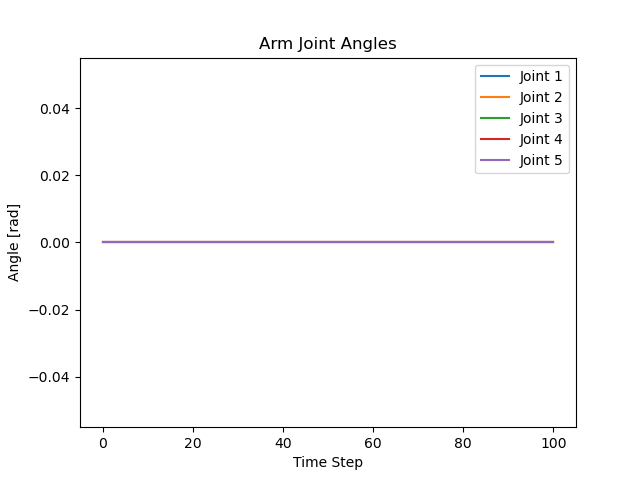 Arm Joint Angles
Joint 1
Joint 2
Joint 3
Joint 4
Joint 5
0.04
0.02
0.00
−0.02
−0.04
Angle [rad]
0 20 40 60 80 100
Time Step